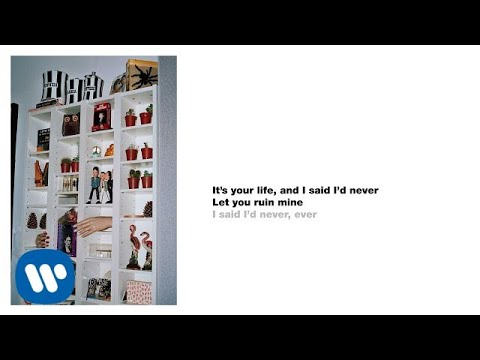 It's your life, and I said I'd never
Let you ruin mine
I said I'd never, ever